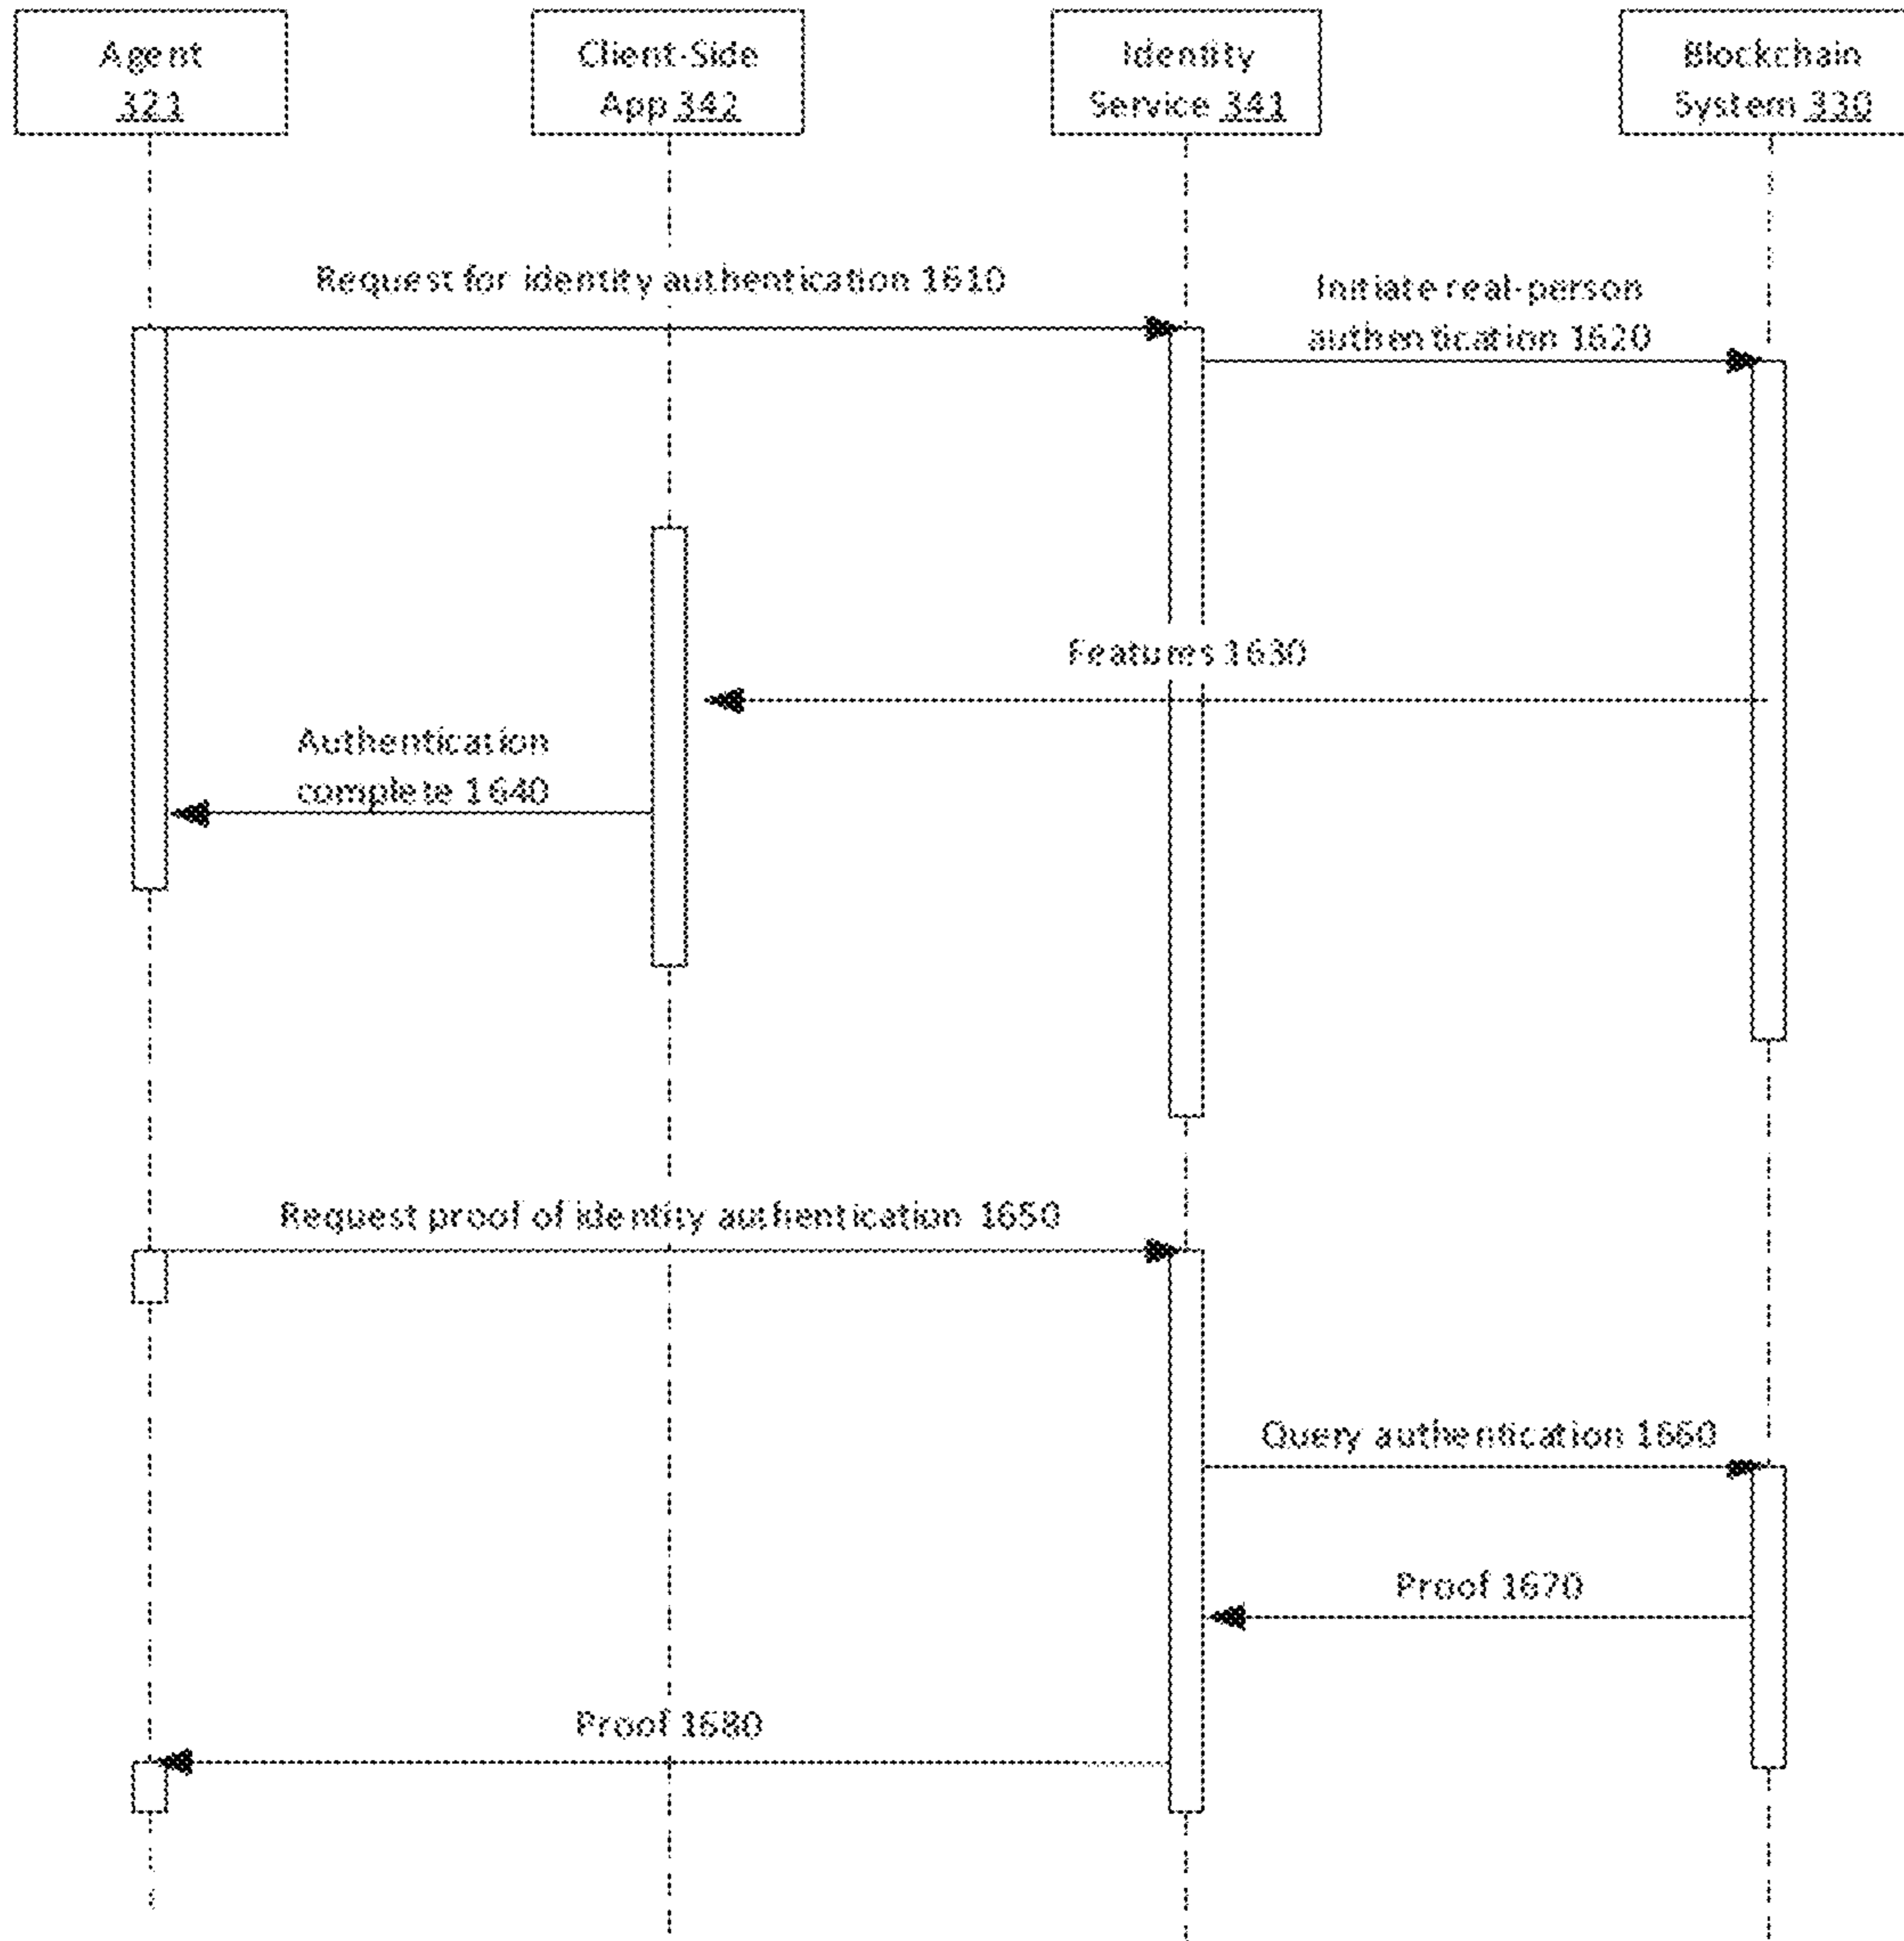 Agent
321
Client-Side
App 342
Identity
Service 341
Blockchain
System 330
Request for identity authentication 1610
Initiate real-person
authentication 1620
Features 1630
Authentication
complete 1640
Request proof of identity authentication 1650
Query authentication 1660
Proof 1670
Proof 1680